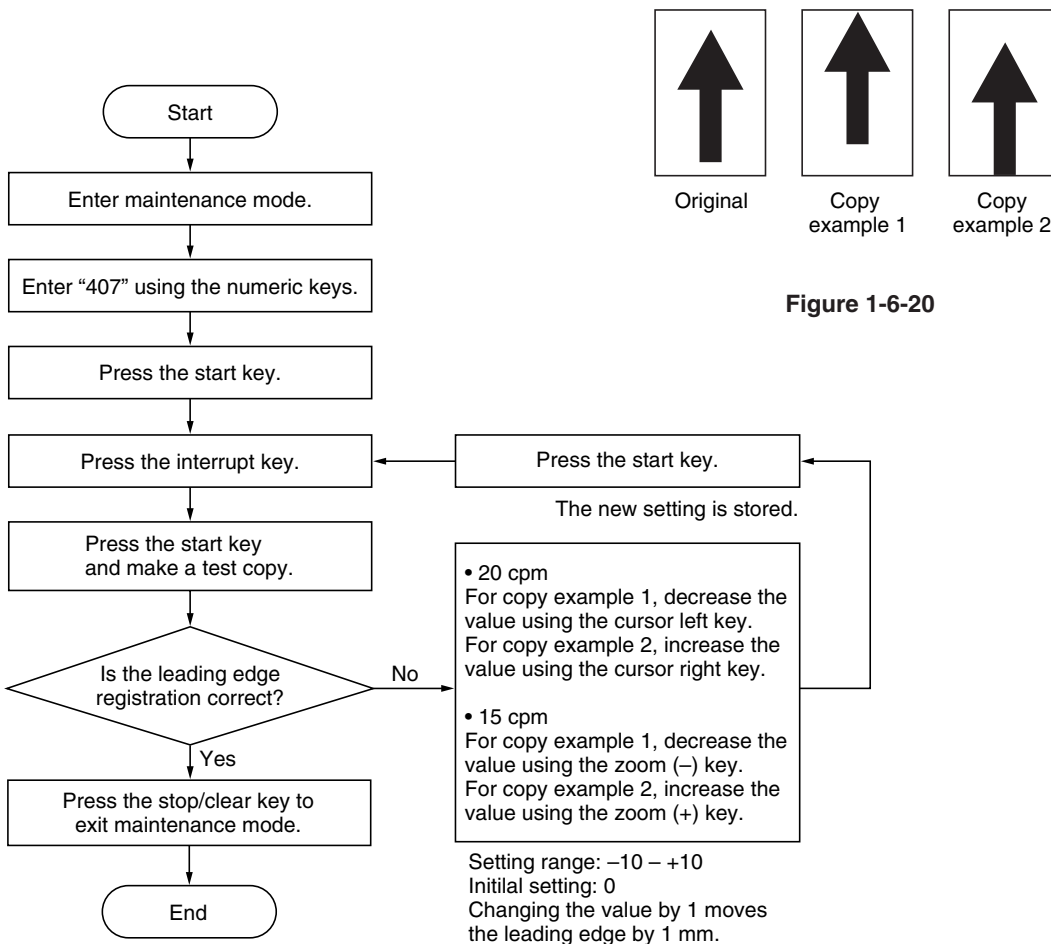 Original
Copy
example 1
Copy
example 2
Figure 1-6-20
Start
Enter maintenance mode.
Enter “407” using the numeric keys.
Press the start key.
Press the interrupt key.
Press the start key.
The new setting is stored.
Press the start key
and make a test copy.
• 20 cpm
For copy example 1, decrease the
value using the cursor left key.
For copy example 2, increase the
value using the cursor right key.
• 15 cpm
For copy example 1, decrease the
value using the zoom (–) key.
For copy example 2, increase the
value using the zoom (+) key.
Is the leading edge
registration correct?
No
Yes
Press the stop/clear key to
exit maintenance mode.
Setting range: –10 – +10
Initilal setting: 0
Changing the value by 1 moves
the leading edge by 1 mm.
End